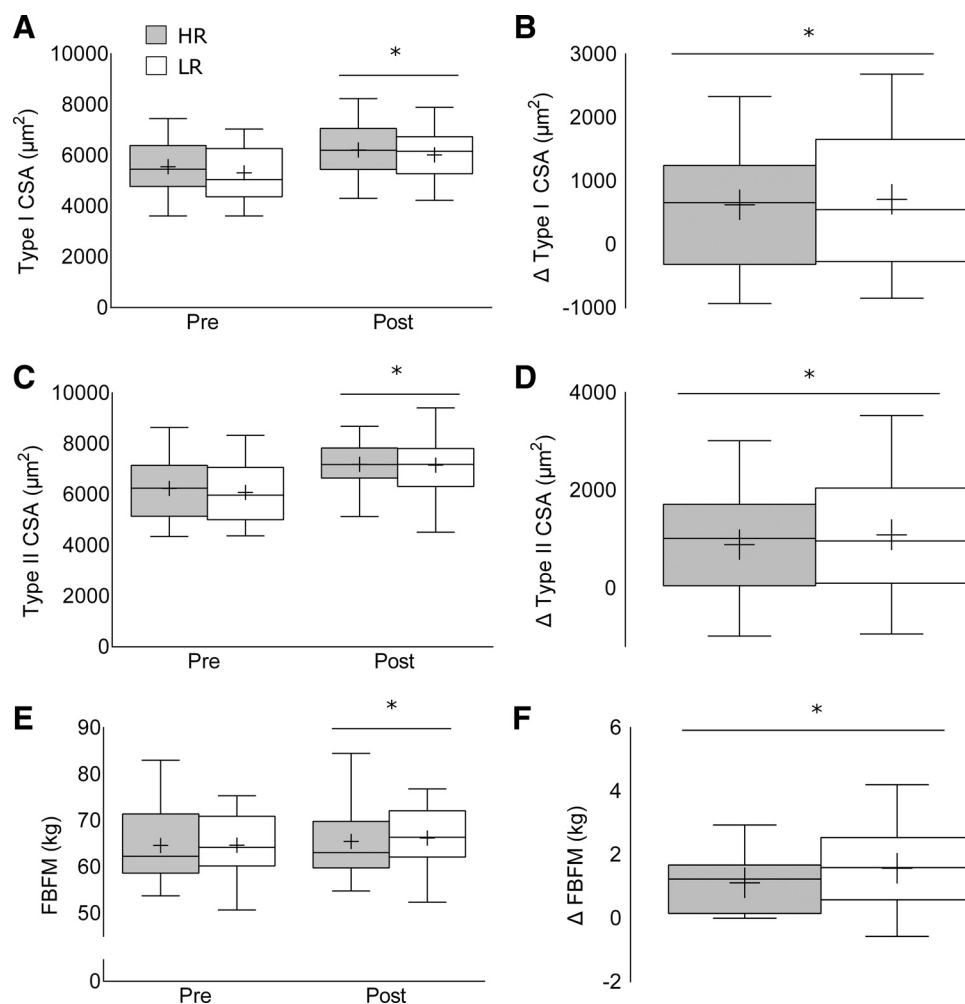 A
HR
LR
*
Type I CSA (µm²)
10000
8000
6000
4000
2000
0
Pre
Post
B
*
Δ Type I CSA (µm²)
3000
2000
1000
0
-1000
C
*
Type II CSA (µm²)
10000
8000
6000
4000
2000
0
Pre
Post
D
*
Δ Type II CSA (µm²)
4000
2000
0
E
*
FBFM (kg)
90
80
70
60
50
0
Pre
Post
F
*
Δ FBFM (kg)
6
4
2
0
-2